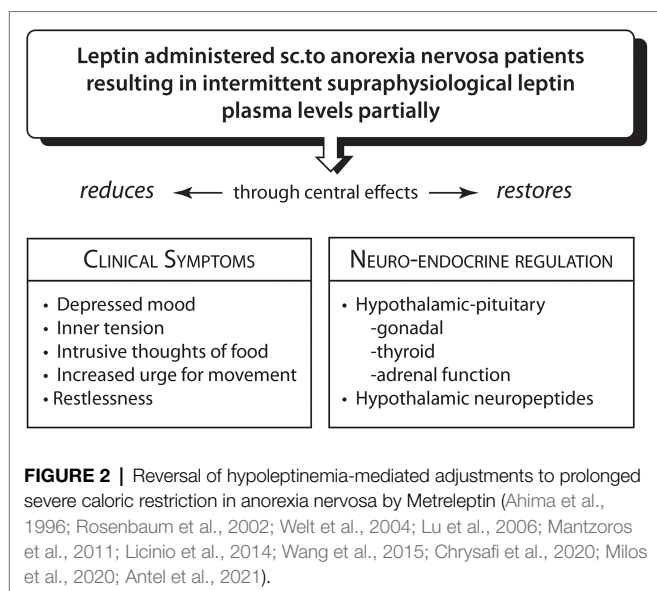 Leptin administered sc.to anorexia nervosa patients
resulting in intermittent supraphysiological leptin
plasma levels partially
reduces through central effects restores
CLINICAL SYMPTOMS
• Depressed mood
• Inner tension
• Intrusive thoughts of food
• Increased urge for movement
• Restlessness
NEURO-ENDOCRINE REGULATION
• Hypothalamic-pituitary
-gonadal
-thyroid
-adrenal function
• Hypothalamic neuropeptides
FIGURE 2 | Reversal of hypoleptinemia-mediated adjustments to prolonged
severe caloric restriction in anorexia nervosa by Metreleptin (Ahima et al.,
1996; Rosenbaum et al., 2002; Welt et al., 2004; Lu et al., 2006; Mantzoros
et al., 2011; Licinio et al., 2014; Wang et al., 2015; Chrysafi et al., 2020; Milos
et al., 2020; Antel et al., 2021).